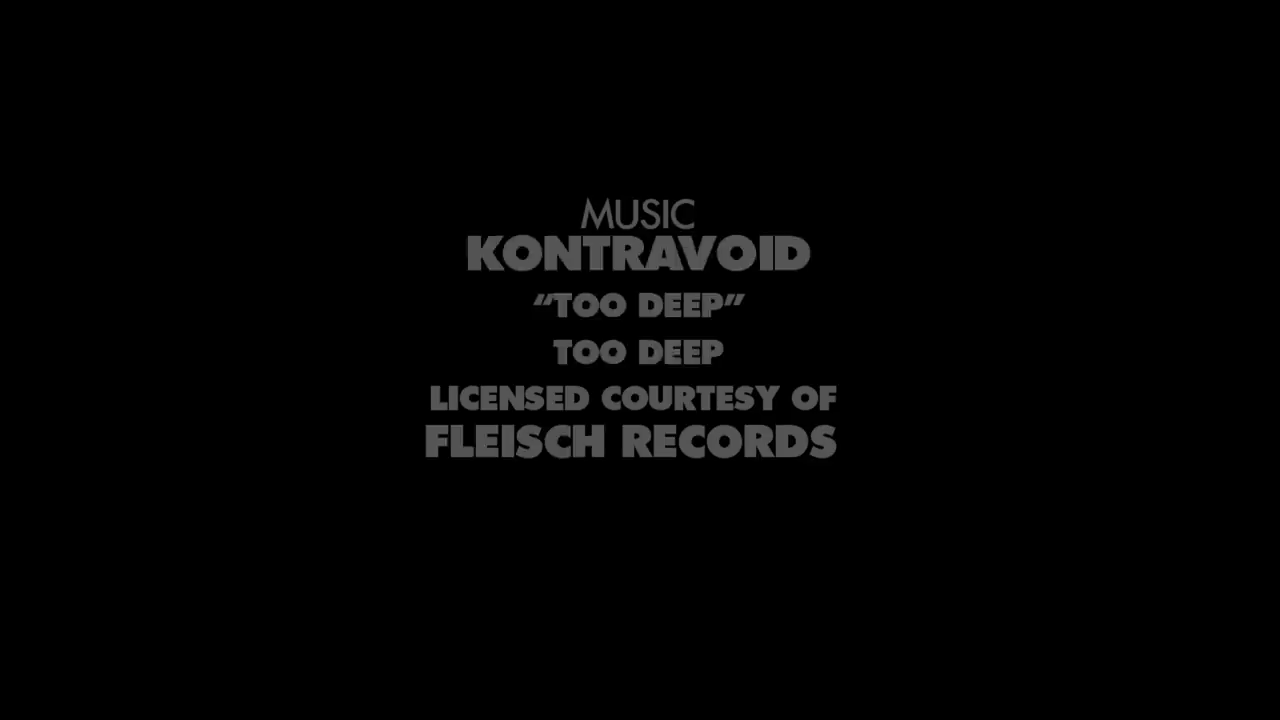 MUSIC
KONTRAVOID
“TOO DEEP”
TOO DEEP
LICENSED COURTESY OF
FLEISCH RECORDS